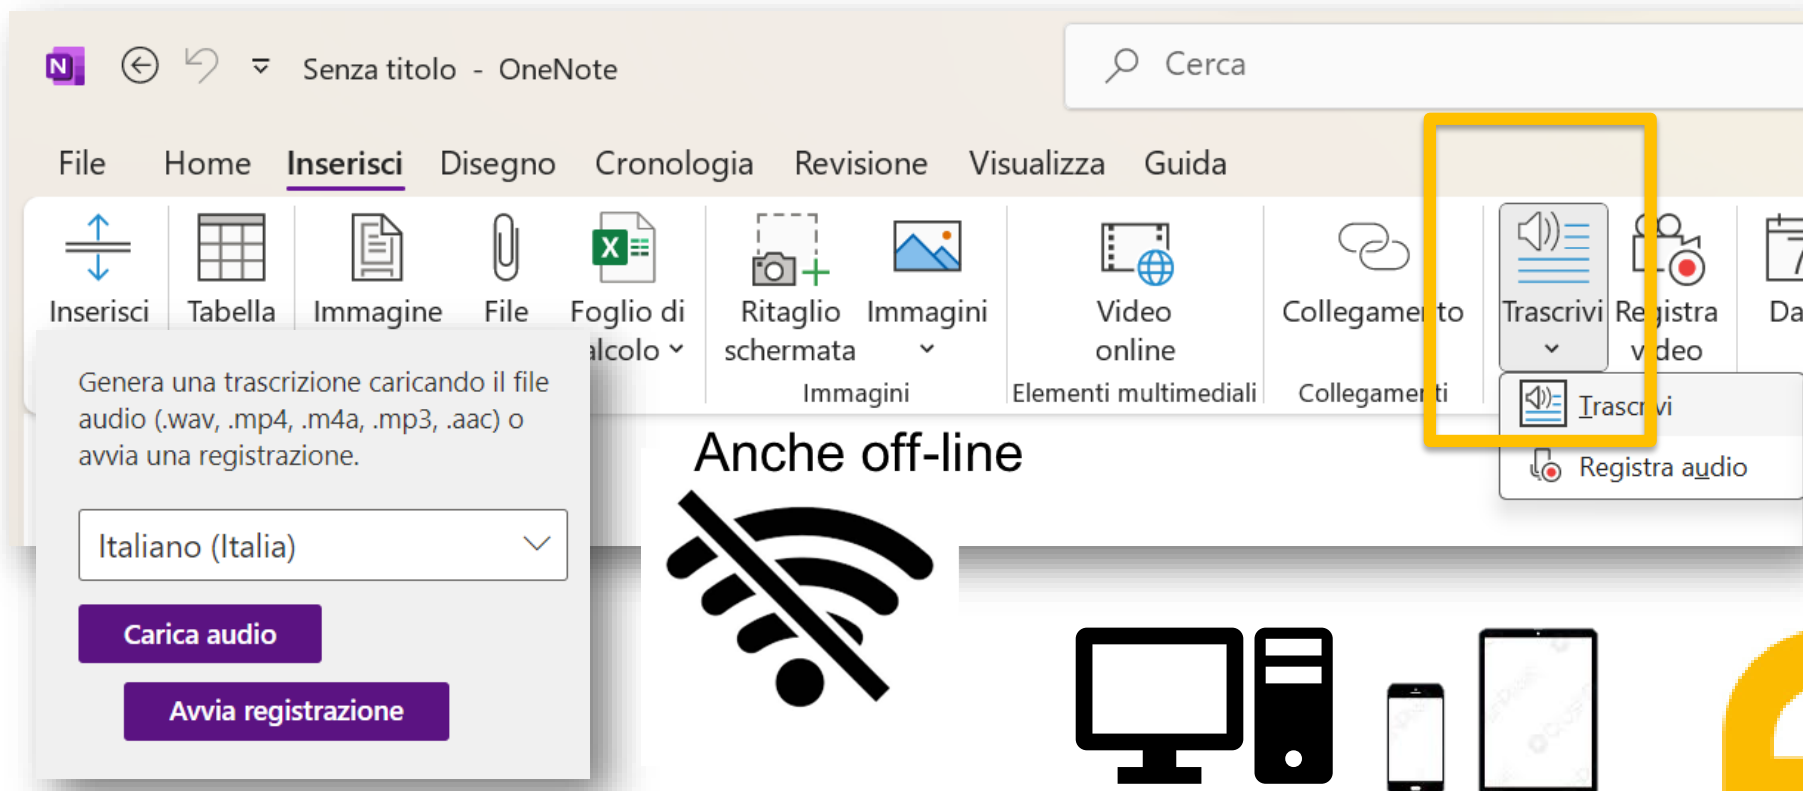 Senza titolo - OneNote
Cerca
File Home Inserisci Disegno Cronologia Revisione Visualizza Guida
Inserisci Tabella Immagine File Foglio di Ritaglio Immagini Video Collegamento Trascrivi Registra
schermata online video
Immagini Elementi multimediali Collegamenti
Trascrivi
Registra audio
Genera una trascrizione caricando il file
audio (.wav, .mp4, .m4a, .mp3, .aac) o
avvia una registrazione.
Italiano (Italia)
Carica audio
Avvia registrazione
Anche off-line